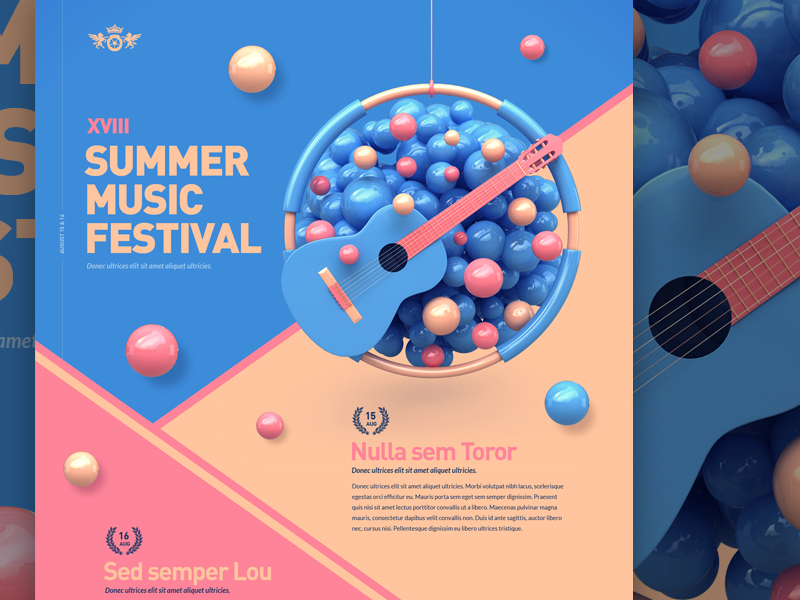 XVIII
SUMMER
MUSIC
FESTIVAL
Donec ultrices elit sit amet aliquet ultricies.
AUGUST 15 & 16
amet
15
AUG
Nulla sem Toror
Donec ultrices elit sit amet aliquet ultricies.
Donec ultrices elit sit amet aliquet ultricies. Morbi volutpat nibh lacus, scelerisque
egestas orci efficitur eu. Mauris porta sem eget sem semper dignissim. Praesent
quis nisi sit amet lectus porttitor convallis ut a libero. Maecenas pulvinar magna
mauris, consectetur dapibus velit convallis non. Duis id ante sagittis, auctor libero
nec, cursus nisi. Pellentesque dignissim eu libero ultrices tristique.
16
AUG
Sed semper Lou
Donec ultrices elit sit amet aliquet ultricies.